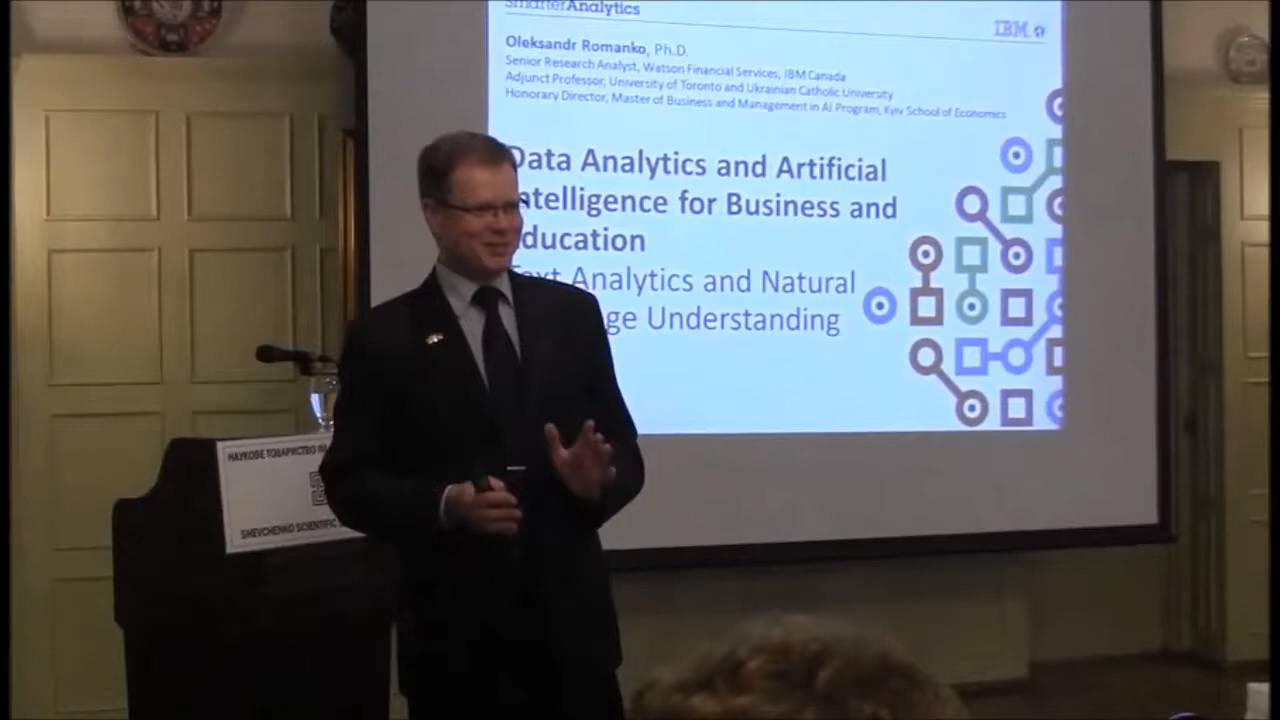 SmarterAnalytics
IBM
Oleksandr Romanko, Ph.D.
Senior Research Analyst, Watson Financial Services, IBM Canada
Adjunct Professor, University of Toronto and Ukrainian Catholic University
Honorary Director, Master of Business and Management in AI Program, Kyiv School of Economics
Data Analytics and Artificial
ntelligence for Business and
ducation
Text Analytics and Natural
ge Understanding
НАУКОВЕ ТОВАРИСТВО
SHEVCHENKO SCIENTIFIC